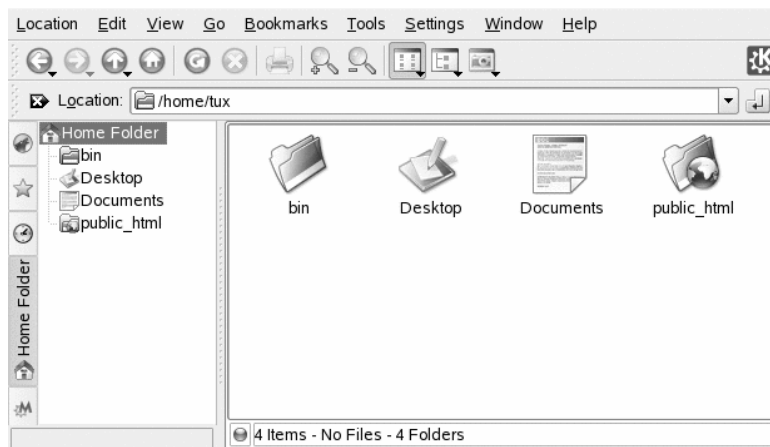 Location Edit View Go Bookmarks Tools Settings Window Help
K
Location: /home/tux
Home Folder
bin
Desktop
Documents
public_html
Home Folder
bin Desktop Documents public_html
4 Items - No Files - 4 Folders